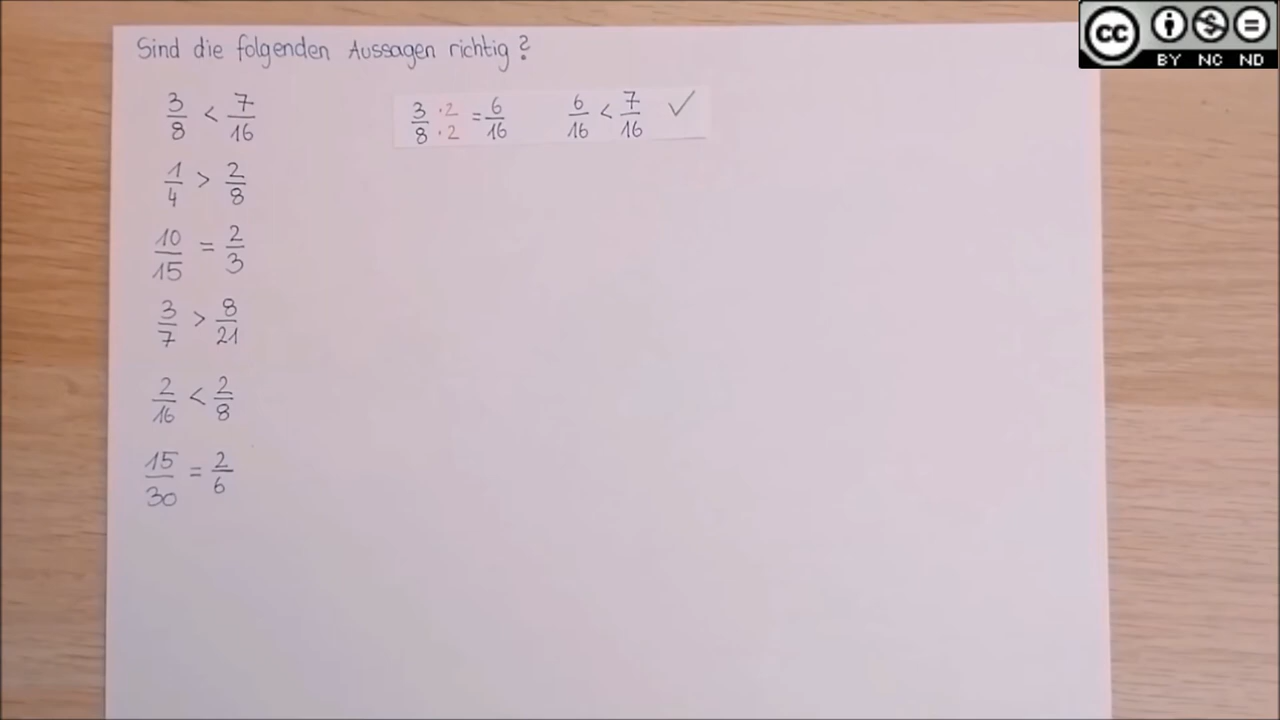 Sind die folgenden Aussagen richtig?
3/8 < 7/16
3/8 ·2/·2 = 6/16 6/16 < 7/16 ✓
1/4 > 2/8
10/15 = 2/3
3/7 > 8/21
2/16 < 2/8
15/30 = 2/6
cc
BY NC ND